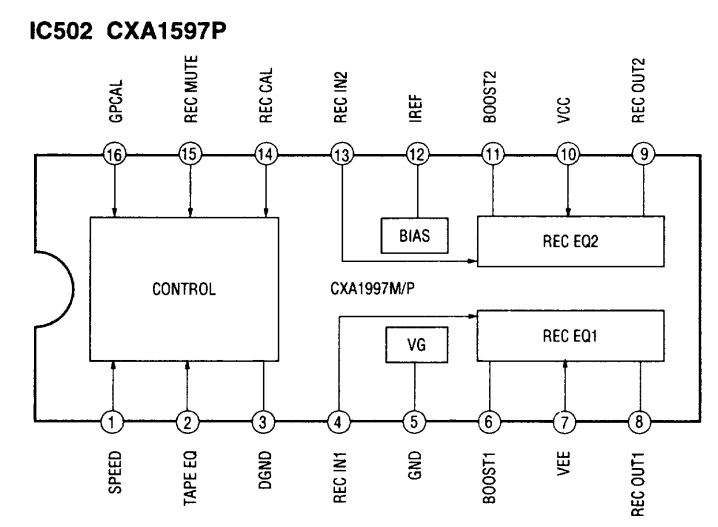 IC502 CXA1597P
GPCAL
REC MUTE
REC CAL
REC IN2
IREF
BOOST2
VCC
REC OUT2
16
15
14
13
12
11
10
9
BIAS
REC EQ2
CONTROL
CXA1997M/P
REC EQ1
VG
1
2
3
4
5
6
7
8
SPEED
TAPE EQ
DGND
REC IN1
GND
BOOST1
VEE
REC OUT1